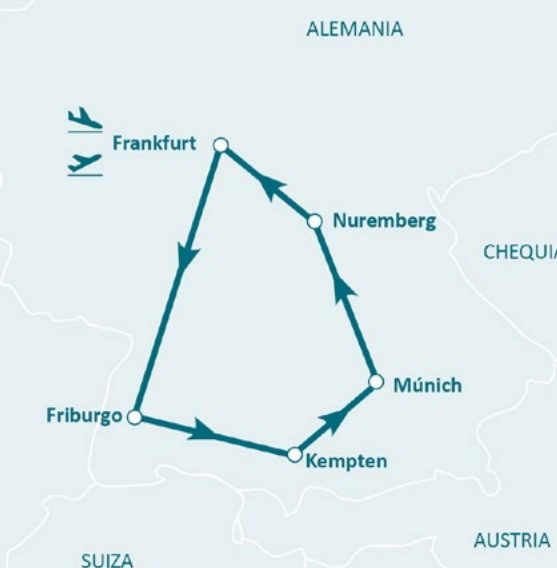 ALEMANIA
Frankfurt
Nuremberg
CHEQUIA
Múnich
Friburgo
Kempten
AUSTRIA
SUIZA